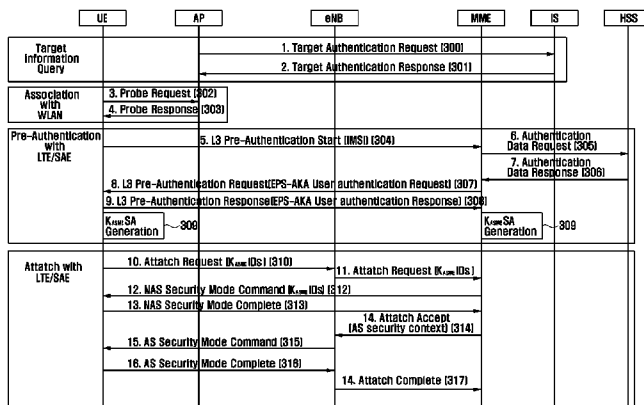 UE AP eNB MME IS HSS
Target
Information
Query
1. Target Authentication Request (300)
2. Target Authentication Response (301)
Association
with
WLAN
3. Probe Request (302)
4. Probe Response (303)
Pre-Authentication
with
LTE/SAE
5. L3 Pre-Authentication Start (IMSI) (304)
6. Authentication
Data Request (305)
7. Authentication
Data Response (306)
8. L3 Pre-Authentication Request(EPS-AKA User authentication Request) (307)
9. L3 Pre-Authentication Response(EPS-AKA User authentication Response) (308)
KASME SA
Generation
309
KASME SA
Generation
309
Attatch with
LTE/SAE
10. Attatch Request (KASME IDs) (310)
11. Attatch Request (KASME IDs)
12. NAS Security Mode Command (KASME IDs) (312)
13. NAS Security Mode Complete (313)
14. Attatch Accept
(AS security context) (314)
15. AS Security Mode Command (315)
16. AS Security Mode Complete (316)
14. Attatch Complete (317)